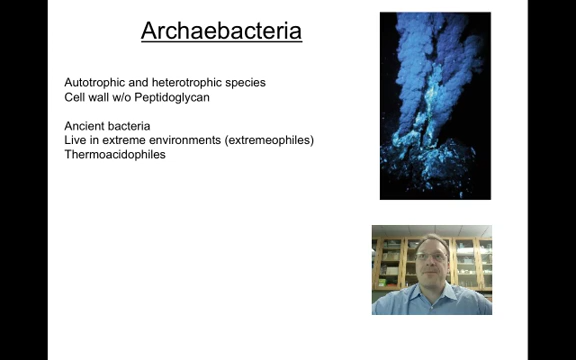 Archaebacteria
Autotrophic and heterotrophic species
Cell wall w/o Peptidoglycan
Ancient bacteria
Live in extreme environments (extremeophiles)
Thermoacidophiles